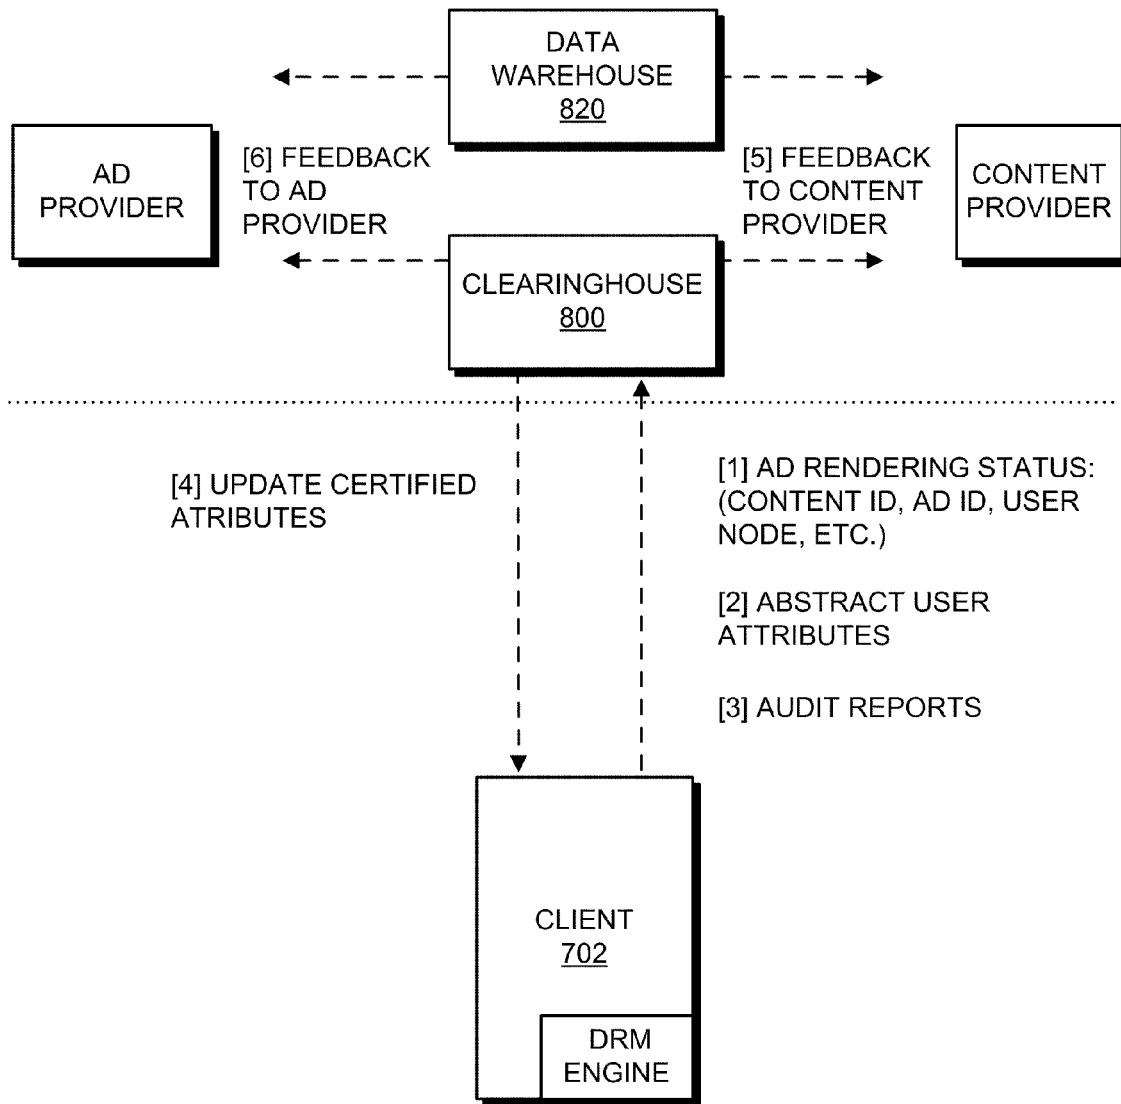 DATA
WAREHOUSE
820
AD
PROVIDER
[6] FEEDBACK
TO AD
PROVIDER
[5] FEEDBACK
TO CONTENT
PROVIDER
CONTENT
PROVIDER
CLEARINGHOUSE
800
[4] UPDATE CERTIFIED
ATRIBUTES
[1] AD RENDERING STATUS:
(CONTENT ID, AD ID, USER
NODE, ETC.)
[2] ABSTRACT USER
ATTRIBUTES
[3] AUDIT REPORTS
CLIENT
702
DRM
ENGINE